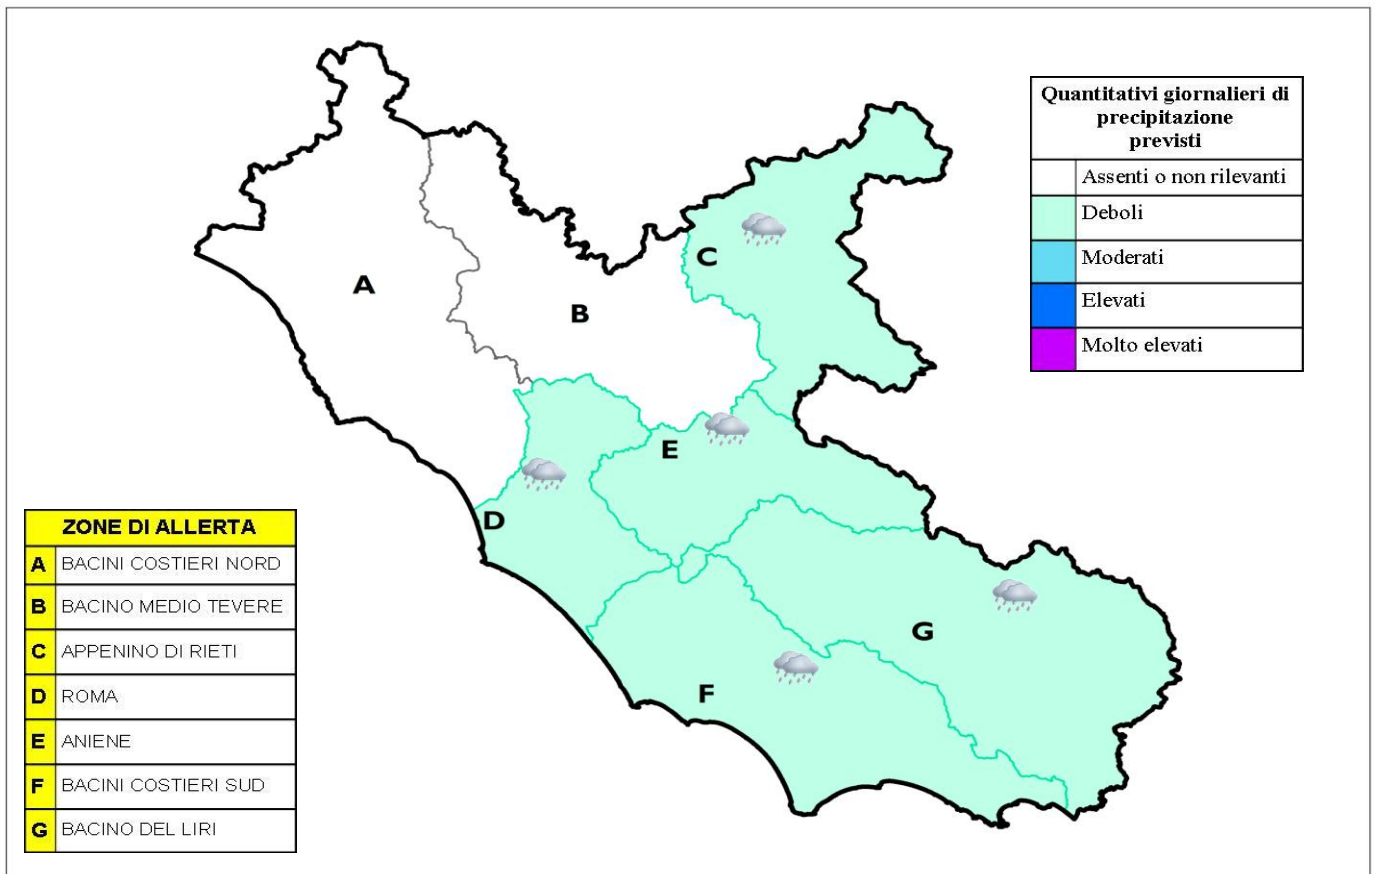 Quantitativi giornalieri di
precipitazione
previsti
Assenti o non rilevanti
Deboli
Moderati
Elevati
Molto elevati
A
B
C
D
E
F
G
ZONE DI ALLERTA
A BACINI COSTIERI NORD
B BACINO MEDIO TEVERE
C APPENINO DI RIETI
D ROMA
E ANIENE
F BACINI COSTIERI SUD
G BACINO DEL LIRI